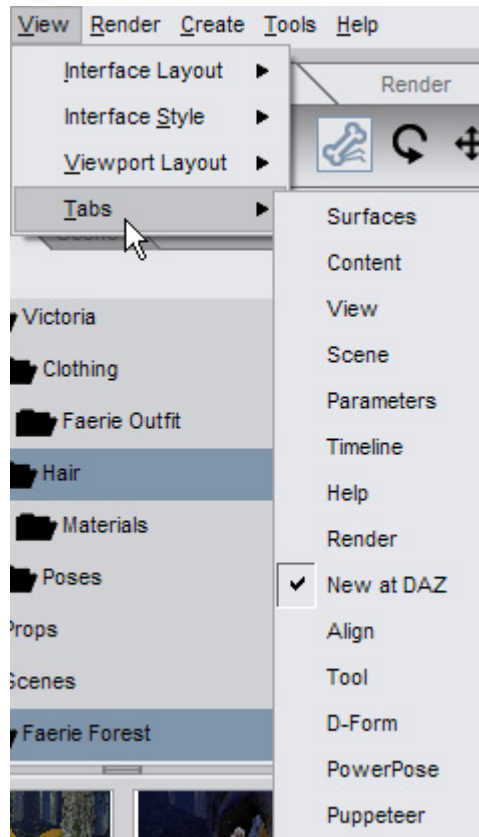 View Render Create Tools Help
Interface Layout
Render
Interface Style
Viewport Layout
Tabs
Surfaces
Content
View
Scene
Victoria
Parameters
Clothing
Faerie Outfit
Timeline
Hair
Help
Materials
Render
Poses
New at DAZ
Props
Align
Scenes
Tool
Faerie Forest
D-Form
PowerPose
Puppeteer